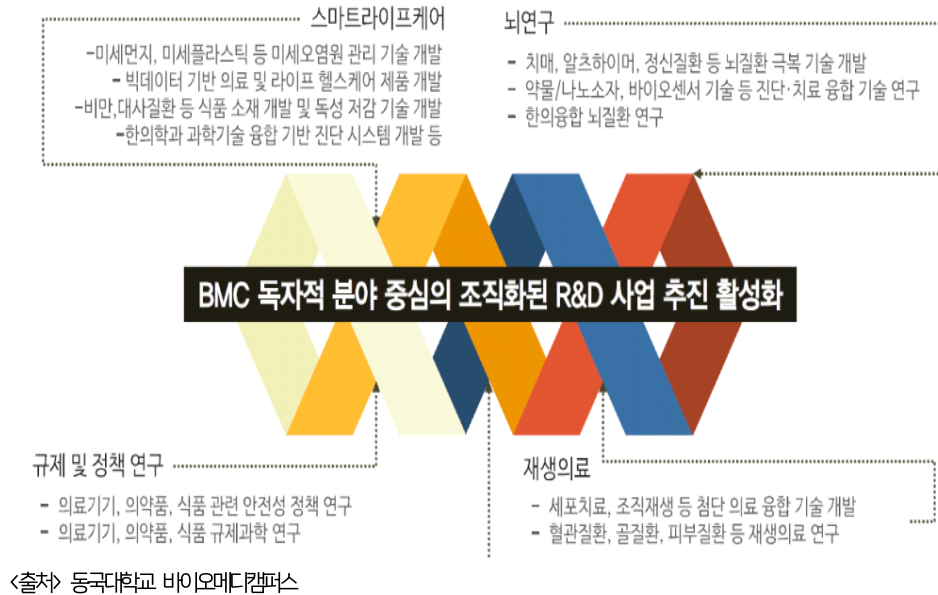 스마트라이프케어
-미세먼지, 미세플라스틱 등 미세오염원 관리 기술 개발
- 빅데이터 기반 의료 및 라이프 헬스케어 제품 개발
-비만,대사질환 등 식품 소재 개발 및 독성 저감 기술 개발
-한의학과 과학기술 융합 기반 진단 시스템 개발 등
뇌연구
- 치매, 알츠하이머, 정신질환 등 뇌질환 극복 기술 개발
- 약물/나노소자, 바이오센서 기술 등 진단·치료 융합 기술 연구
- 한의융합 뇌질환 연구
BMC 독자적 분야 중심의 조직화된 R&D 사업 추진 활성화
규제 및 정책 연구
- 의료기기, 의약품, 식품 관련 안전성 정책 연구
- 의료기기, 의약품, 식품 규제과학 연구
재생의료
- 세포치료, 조직재생 등 첨단 의료 융합 기술 개발
- 혈관질환, 골질환, 피부질환 등 재생의료 연구
<출처> 동국대학교 바이오메디캠퍼스